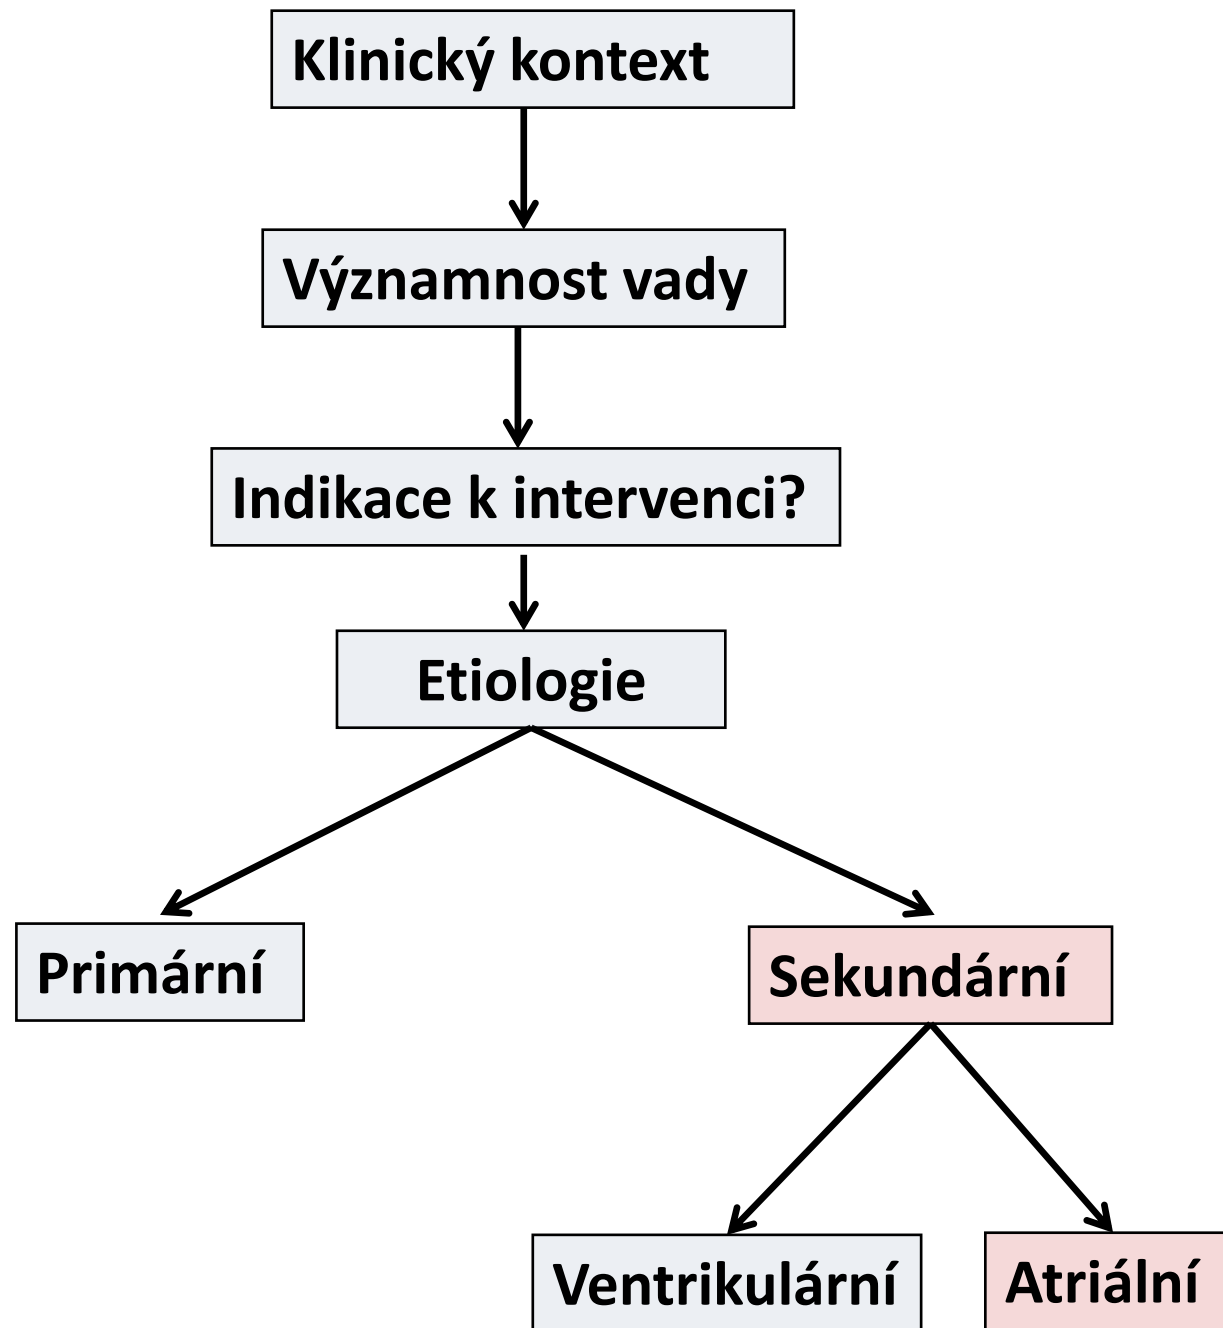 Klinický kontext
Významnost vady
Indikace k intervenci?
Etiologie
Primární
Sekundární
Ventrikulární
Atriální